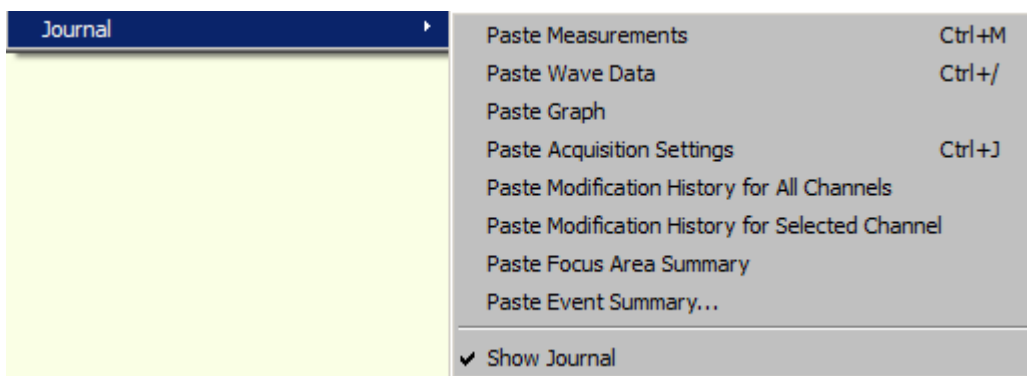 Journal
Paste Measurements Ctrl+M
Paste Wave Data Ctrl+/
Paste Graph
Paste Acquisition Settings Ctrl+J
Paste Modification History for All Channels
Paste Modification History for Selected Channel
Paste Focus Area Summary
Paste Event Summary...
Show Journal